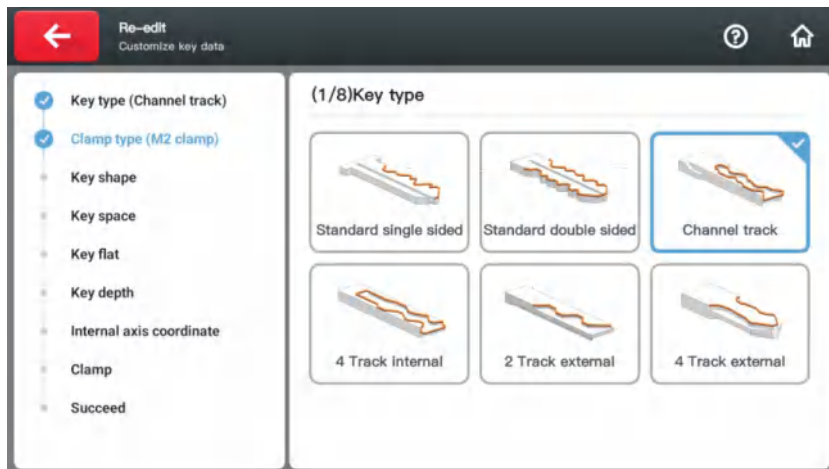 Re-edit
Customize key data
Key type (Channel track)
Clamp type (M2 clamp)
Key shape
Key space
Key flat
Key depth
Internal axis coordinate
Clamp
Succeed
(1/8)Key type
Standard single sided
Standard double sided
Channel track
4 Track internal
2 Track external
4 Track external